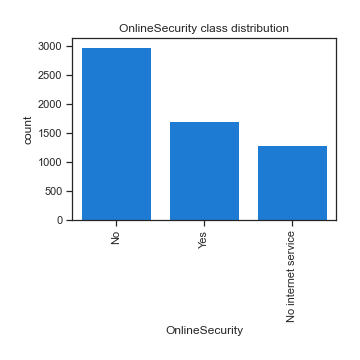 OnlineSecurity class distribution
3000
2500
2000
1500
1000
500
0
count
No
Yes
No internet service
OnlineSecurity